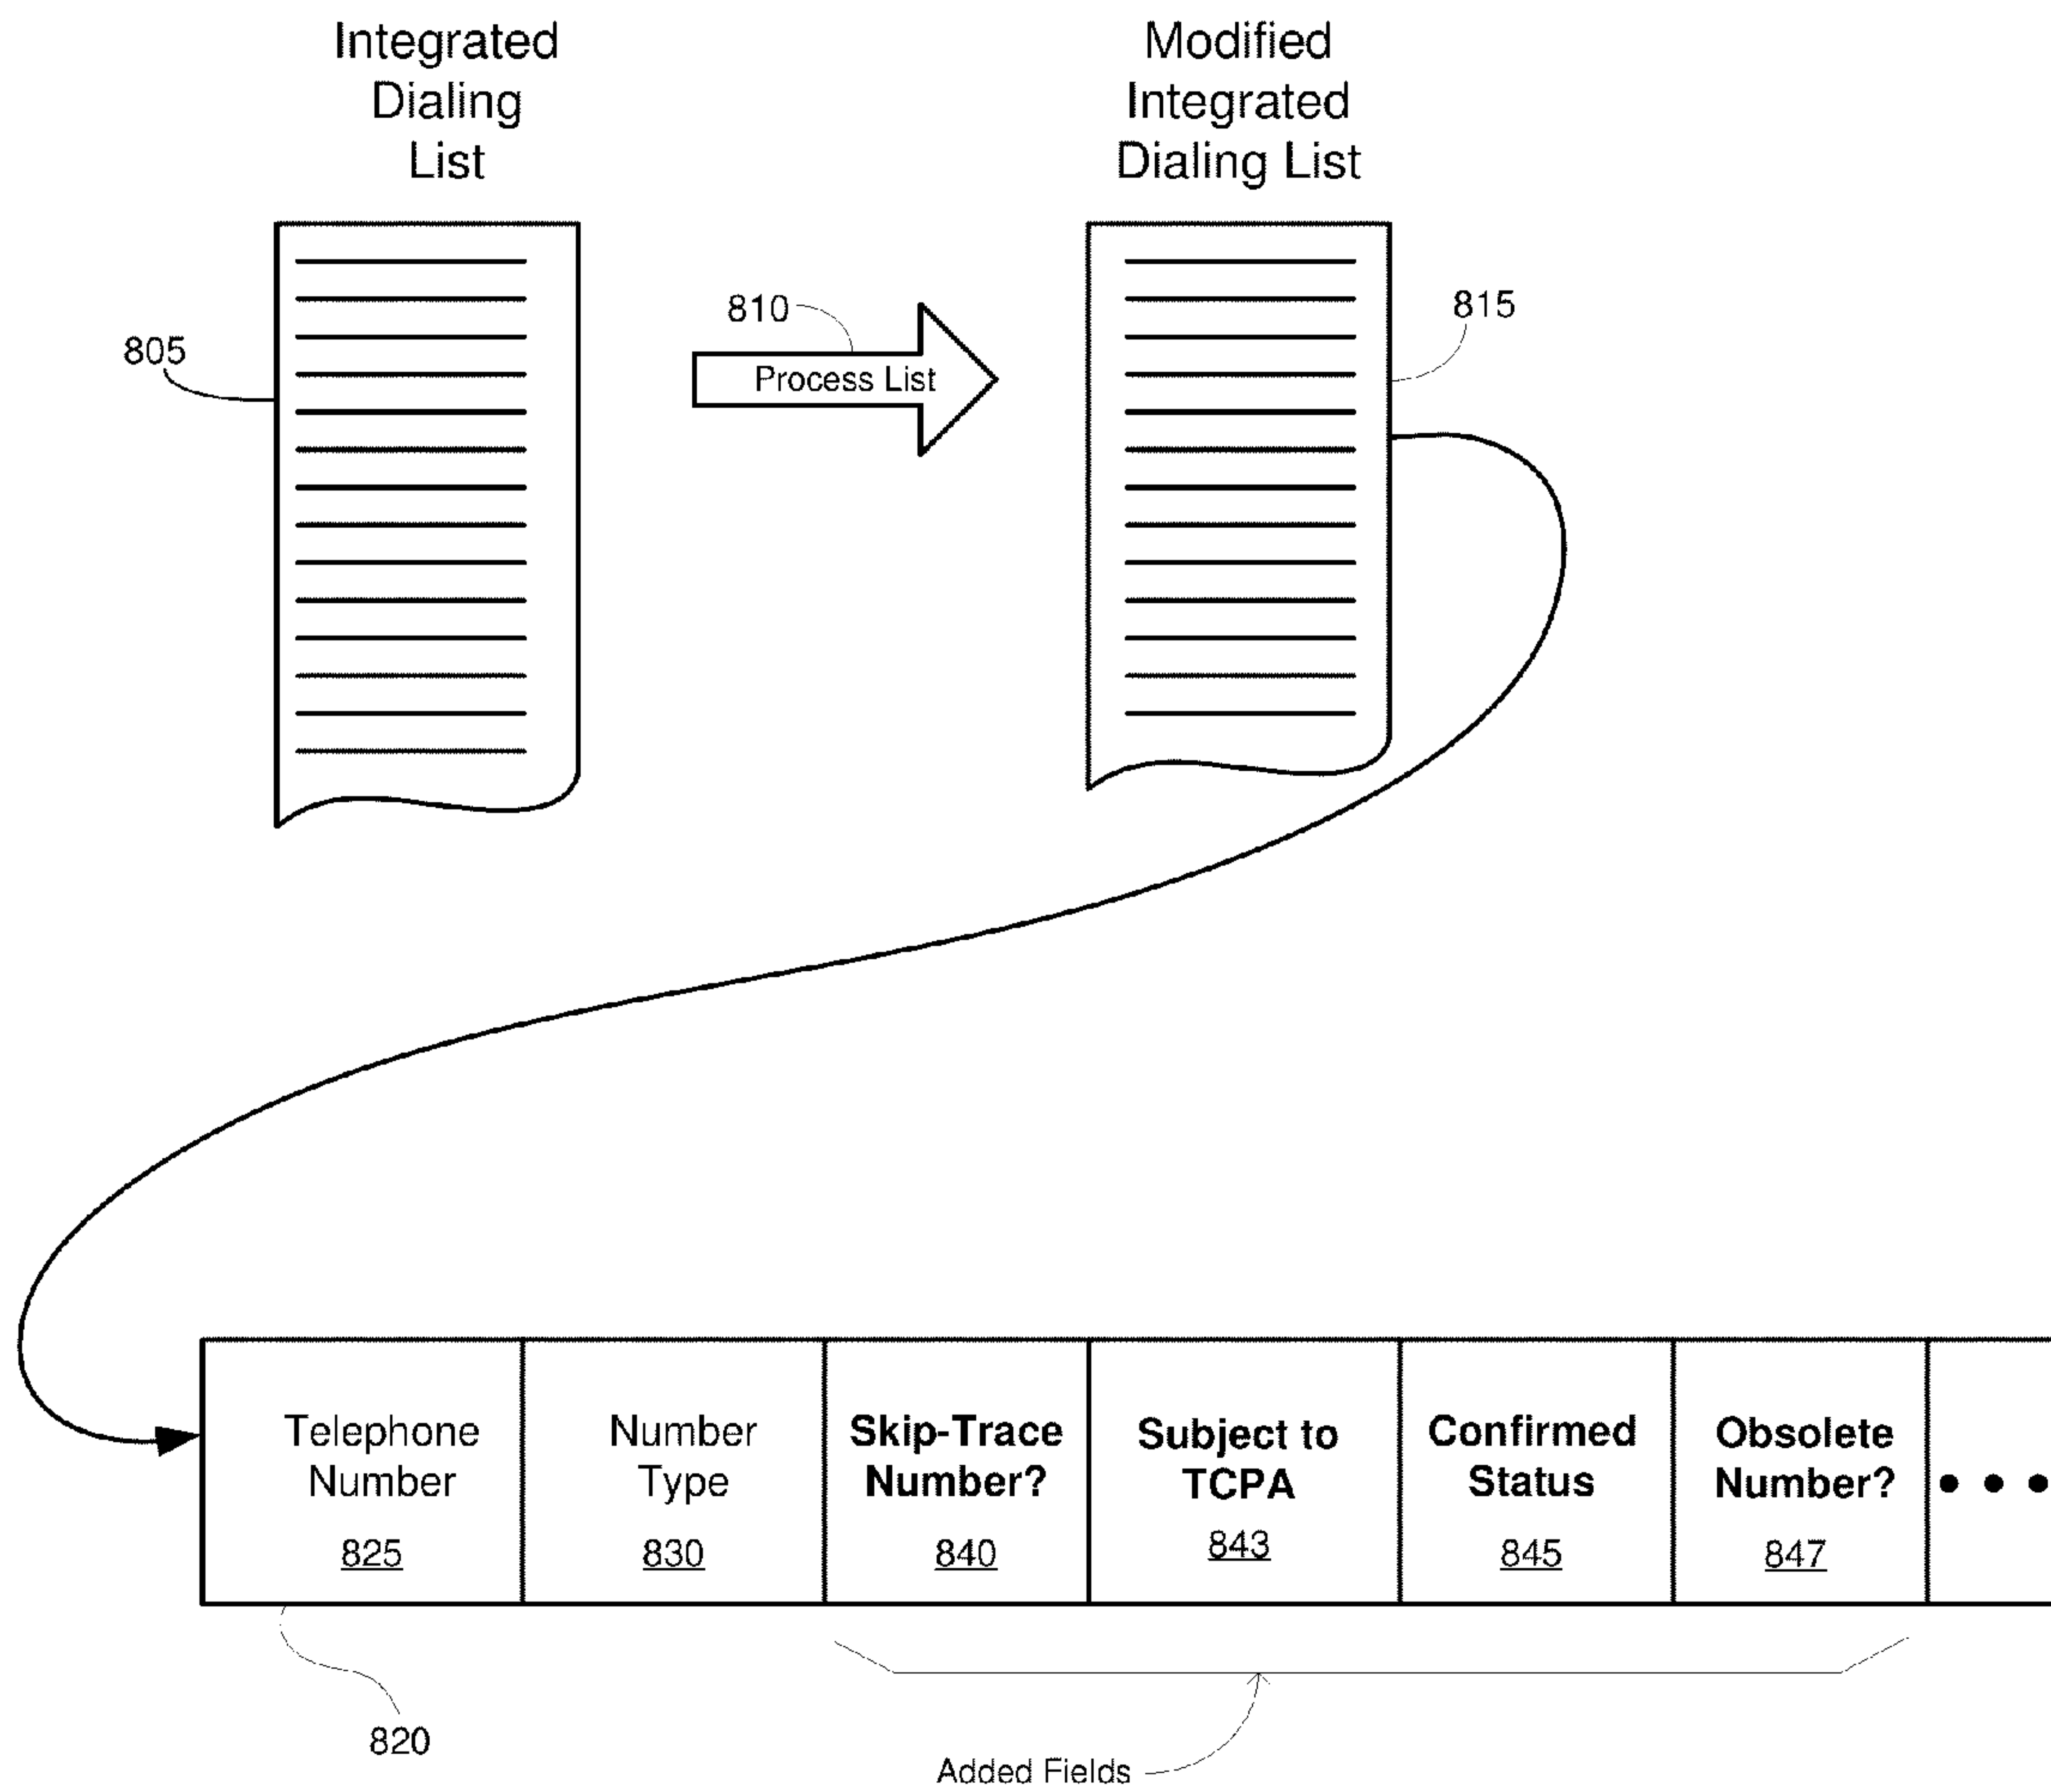 Integrated
Dialing
List
Modified
Integrated
Dialing List
805
810
Process List
815
Telephone
Number
825
Number
Type
830
Skip-Trace
Number?
840
Subject to
TCPA
843
Confirmed
Status
845
Obsolete
Number?
847
• • •
820
Added Fields